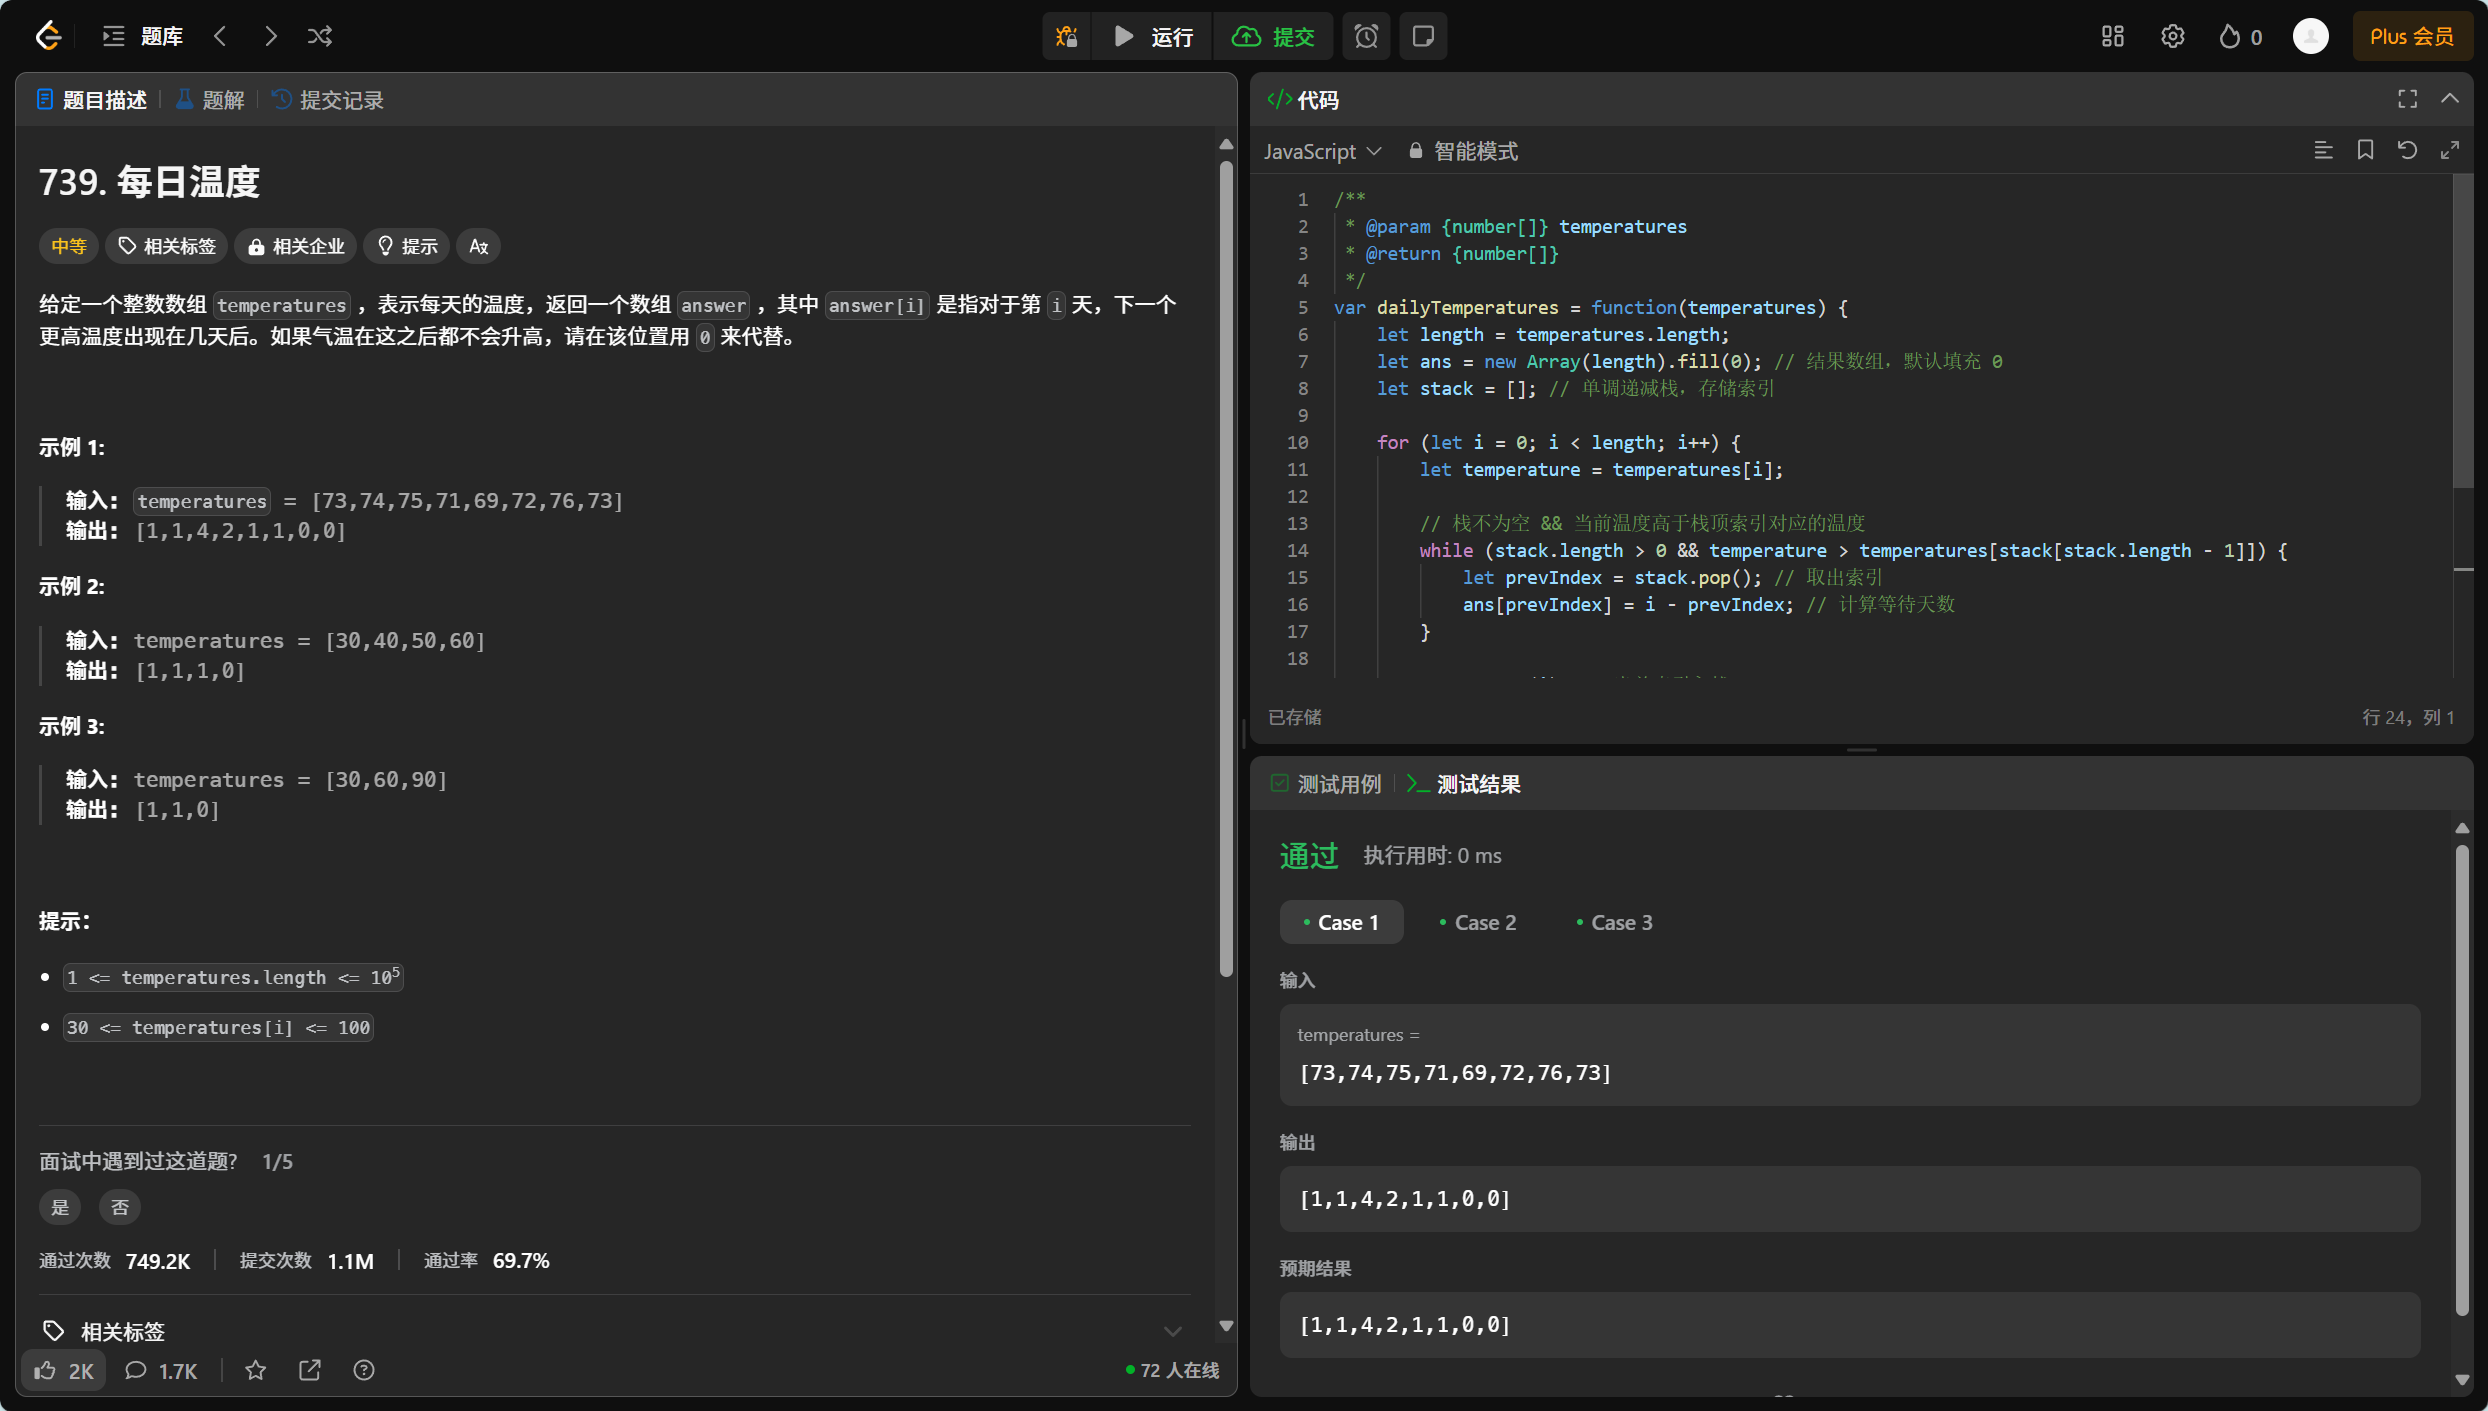 题库
运行
提交
0
Plus 会员
题目描述
题解
提交记录
739. 每日温度
中等
相关标签
相关企业
提示
给定一个整数数组 temperatures ，表示每天的温度，返回一个数组 answer ，其中 answer[i] 是指对于第 i 天，下一个
更高温度出现在几天后。如果气温在这之后都不会升高，请在该位置用 0 来代替。
示例 1:
输入: temperatures = [73,74,75,71,69,72,76,73]
输出: [1,1,4,2,1,1,0,0]
示例 2:
输入: temperatures = [30,40,50,60]
输出: [1,1,1,0]
示例 3:
输入: temperatures = [30,60,90]
输出: [1,1,0]
提示：
1 <= temperatures.length <= 10^5
30 <= temperatures[i] <= 100
面试中遇到过这道题? 1/5
是
否
通过次数 749.2K
提交次数 1.1M
通过率 69.7%
相关标签
2K
1.7K
72 人在线
</> 代码
JavaScript
智能模式
1 /**
2  * @param {number[]} temperatures
3  * @return {number[]}
4  */
5 var dailyTemperatures = function(temperatures) {
6     let length = temperatures.length;
7     let ans = new Array(length).fill(0); // 结果数组，默认填充 0
8     let stack = []; // 单调递减栈，存储索引
9
10     for (let i = 0; i < length; i++) {
11         let temperature = temperatures[i];
12
13         // 栈不为空 && 当前温度高于栈顶索引对应的温度
14         while (stack.length > 0 && temperature > temperatures[stack[stack.length - 1]]) {
15             let prevIndex = stack.pop(); // 取出索引
16             ans[prevIndex] = i - prevIndex; // 计算等待天数
17         }
18
已存储
行 24，列 1
测试用例
测试结果
通过
执行用时: 0 ms
Case 1
Case 2
Case 3
输入
temperatures =
[73,74,75,71,69,72,76,73]
输出
[1,1,4,2,1,1,0,0]
预期结果
[1,1,4,2,1,1,0,0]